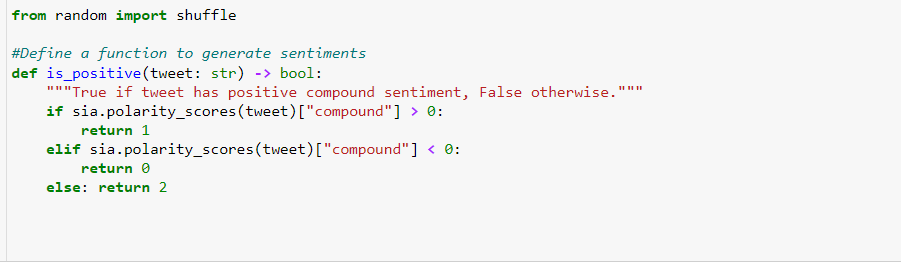 from random import shuffle
#Define a function to generate sentiments
def is_positive(tweet: str) -> bool:
    """True if tweet has positive compound sentiment, False otherwise."""
    if sia.polarity_scores(tweet)["compound"] > 0:
        return 1
    elif sia.polarity_scores(tweet)["compound"] < 0:
        return 0
    else: return 2